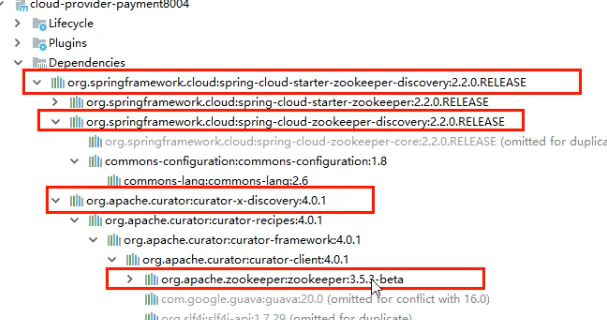 cloud-provider-payment8004
Lifecycle
Plugins
Dependencies
org.springframework.cloud:spring-cloud-starter-zookeeper-discovery:2.2.0.RELEASE
org.springframework.cloud:spring-cloud-starter-zookeeper:2.2.0.RELEASE
org.springframework.cloud:spring-cloud-zookeeper-discovery:2.2.0.RELEASE
org.springframework.cloud:spring-cloud-zookeeper-core:2.2.0.RELEASE (omitted for duplica
commons-configuration:commons-configuration:1.8
commons-lang:commons-lang:2.6
org.apache.curator:curator-x-discovery:4.0.1
org.apache.curator:curator-recipes:4.0.1
org.apache.curator:curator-framework:4.0.1
org.apache.curator:curator-client:4.0.1
org.apache.zookeeper:zookeeper:3.5.3-beta
com.google.guava:guava:20.0 (omitted for conflict with 16.0)
org.slf4j:slf4j-api:1.7.29 (omitted for duplicate)